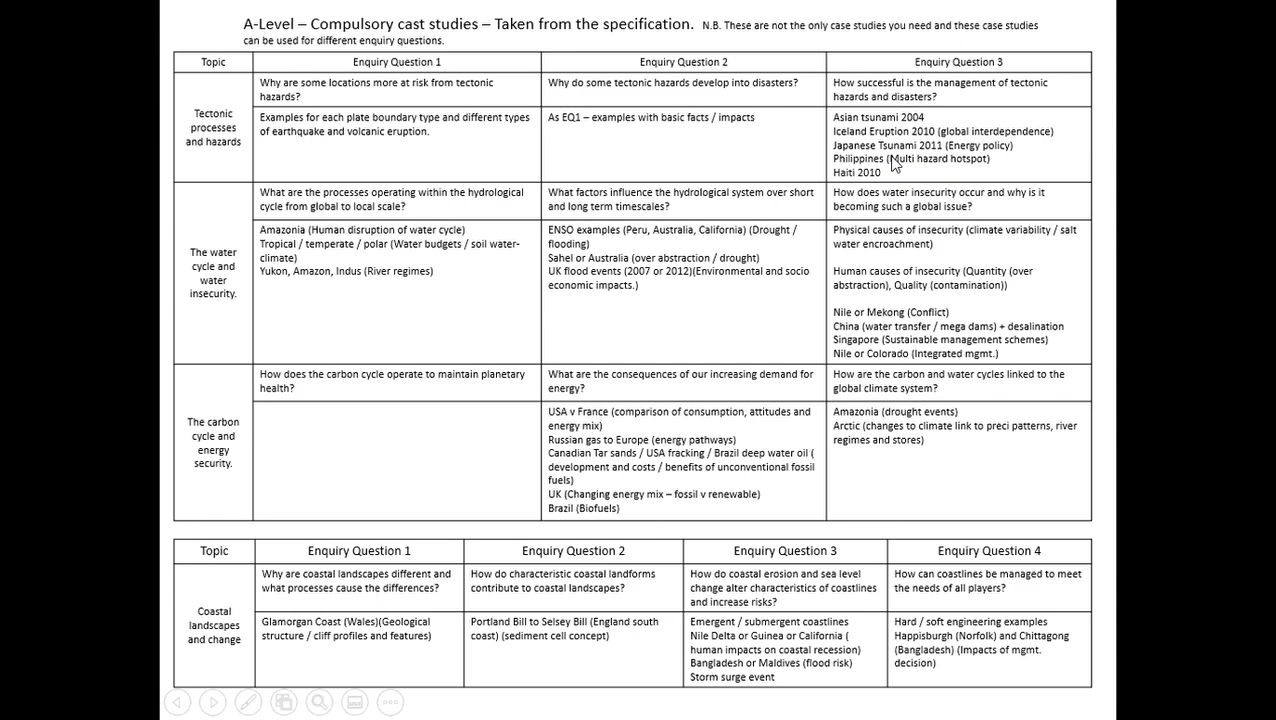 A-Level – Compulsory cast studies – Taken from the specification. N.B. These are not the only case studies you need and these case studies
can be used for different enquiry questions.
Topic
Enquiry Question 1
Enquiry Question 2
Enquiry Question 3
Tectonic
processes
and hazards
Why are some locations more at risk from tectonic
hazards?
Why do some tectonic hazards develop into disasters?
How successful is the management of tectonic
hazards and disasters?
Examples for each plate boundary type and different types
of earthquake and volcanic eruption.
As EQ1 – examples with basic facts / impacts
Asian tsunami 2004
Iceland Eruption 2010 (global interdependence)
Japanese Tsunami 2011 (Energy policy)
Philippines (Multi hazard hotspot)
Haiti 2010
The water
cycle and
water
insecurity.
What are the processes operating within the hydrological
cycle from global to local scale?
What factors influence the hydrological system over short
and long term timescales?
How does water insecurity occur and why is it
becoming such a global issue?
Amazonia (Human disruption of water cycle)
Tropical / temperate / polar (Water budgets / soil water-
climate)
Yukon, Amazon, Indus (River regimes)
ENSO examples (Peru, Australia, California) (Drought /
flooding)
Sahel or Australia (over abstraction / drought)
UK flood events (2007 or 2012)(Environmental and socio
economic impacts.)
Physical causes of insecurity (climate variability / salt
water encroachment)
Human causes of insecurity (Quantity (over
abstraction), Quality (contamination))
Nile or Mekong (Conflict)
China (water transfer / mega dams) + desalination
Singapore (Sustainable management schemes)
Nile or Colorado (Integrated mgmt.)
The carbon
cycle and
energy
security.
How does the carbon cycle operate to maintain planetary
health?
What are the consequences of our increasing demand for
energy?
How are the carbon and water cycles linked to the
global climate system?
USA v France (comparison of consumption, attitudes and
energy mix)
Russian gas to Europe (energy pathways)
Canadian Tar sands / USA fracking / Brazil deep water oil (
development and costs / benefits of unconventional fossil
fuels)
UK (Changing energy mix – fossil v renewable)
Brazil (Biofuels)
Amazonia (drought events)
Arctic (changes to climate link to preci patterns, river
regimes and stores)
Topic
Enquiry Question 1
Enquiry Question 2
Enquiry Question 3
Enquiry Question 4
Coastal
landscapes
and change
Why are coastal landscapes different and
what processes cause the differences?
How do characteristic coastal landforms
contribute to coastal landscapes?
How do coastal erosion and sea level
change alter characteristics of coastlines
and increase risks?
How can coastlines be managed to meet
the needs of all players?
Glamorgan Coast (Wales)(Geological
structure / cliff profiles and features)
Portland Bill to Selsey Bill (England south
coast) (sediment cell concept)
Emergent / submergent coastlines
Nile Delta or Guinea or California (
human impacts on coastal recession)
Bangladesh or Maldives (flood risk)
Storm surge event
Hard / soft engineering examples
Happisburgh (Norfolk) and Chittagong
(Bangladesh) (Impacts of mgmt.
decision)